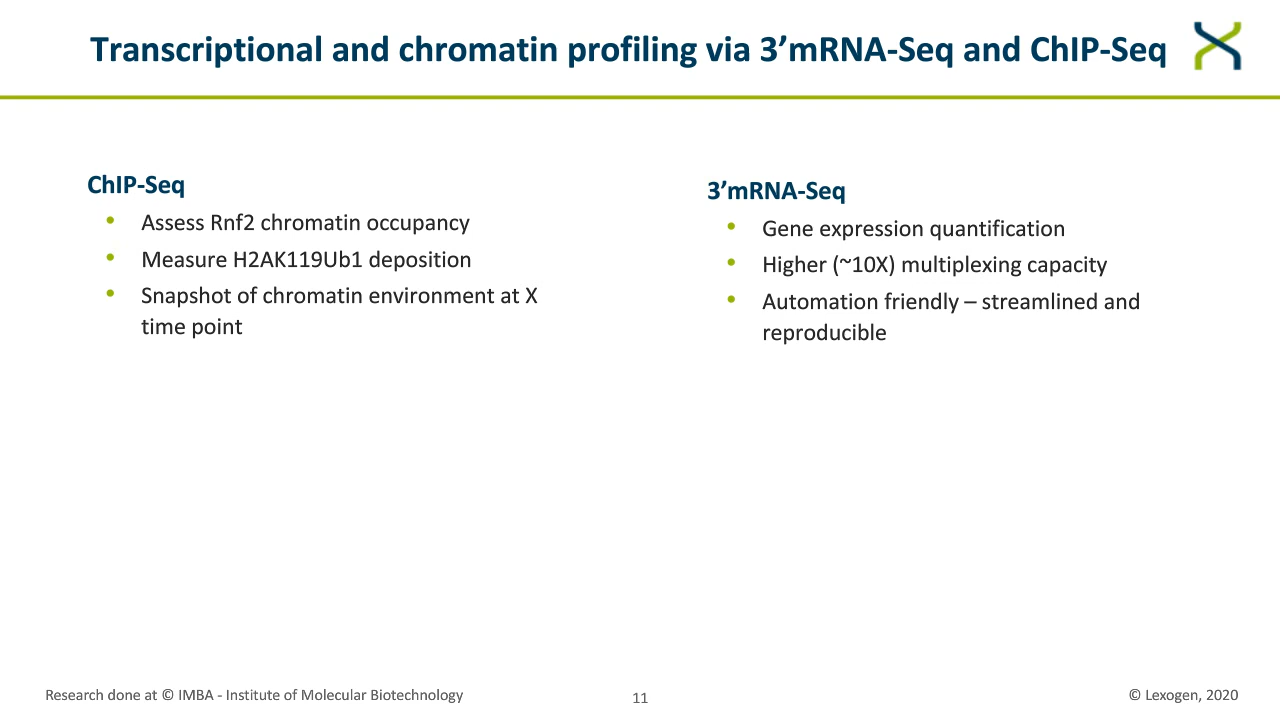 Transcriptional and chromatin profiling via 3’mRNA-Seq and ChIP-Seq
ChIP-Seq
• Assess Rnf2 chromatin occupancy
• Measure H2AK119Ub1 deposition
• Snapshot of chromatin environment at X
time point
3’mRNA-Seq
• Gene expression quantification
• Higher (~10X) multiplexing capacity
• Automation friendly – streamlined and
reproducible
Research done at © IMBA - Institute of Molecular Biotechnology
11
© Lexogen, 2020